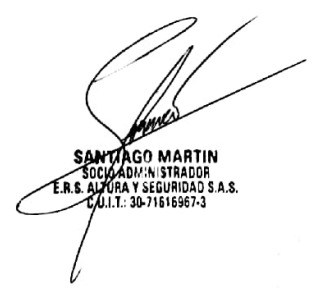 SANTIAGO MARTIN
SOCIO ADMINISTRADOR
E.R.S. ALTURA Y SEGURIDAD S.A.S.
C.U.I.T.: 30-71616967-3